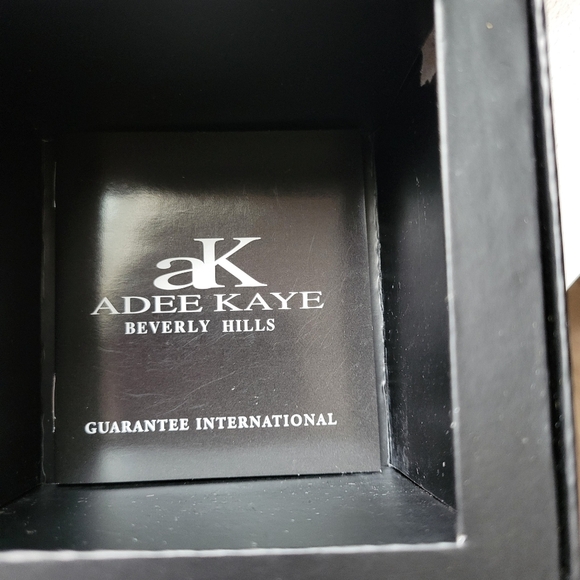 aK
ADEE KAYE
BEVERLY HILLS
GUARANTEE INTERNATIONAL